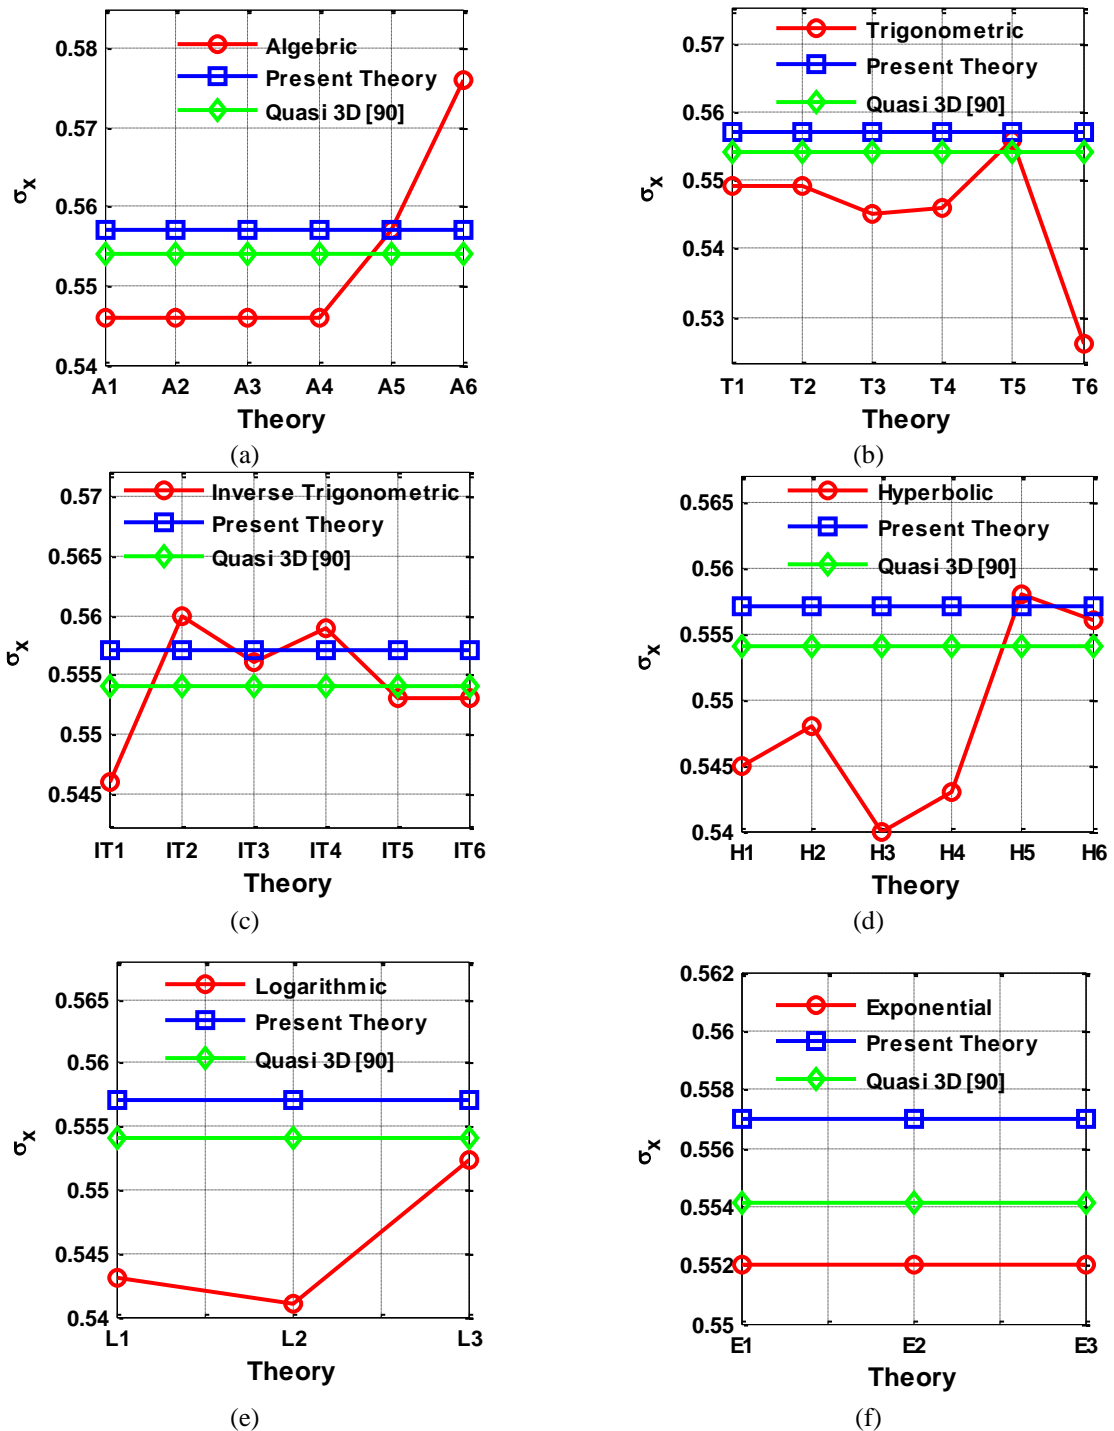 0.58
0.57
0.56
0.55
0.54
σx
Algebric
Present Theory
Quasi 3D [90]
A1 A2 A3 A4 A5 A6
Theory
(a)
0.57
0.56
0.55
0.54
0.53
σx
Trigonometric
Present Theory
Quasi 3D [90]
T1 T2 T3 T4 T5 T6
Theory
(b)
0.57
0.565
0.56
0.555
0.55
0.545
σx
Inverse Trigonometric
Present Theory
Quasi 3D [90]
IT1 IT2 IT3 IT4 IT5 IT6
Theory
(c)
0.565
0.56
0.555
0.55
0.545
0.54
σx
Hyperbolic
Present Theory
Quasi 3D [90]
H1 H2 H3 H4 H5 H6
Theory
(d)
0.565
0.56
0.555
0.55
0.545
0.54
σx
Logarithmic
Present Theory
Quasi 3D [90]
L1 L2 L3
Theory
(e)
0.562
0.56
0.558
0.556
0.554
0.552
0.55
σx
Exponential
Present Theory
Quasi 3D [90]
E1 E2 E3
Theory
(f)